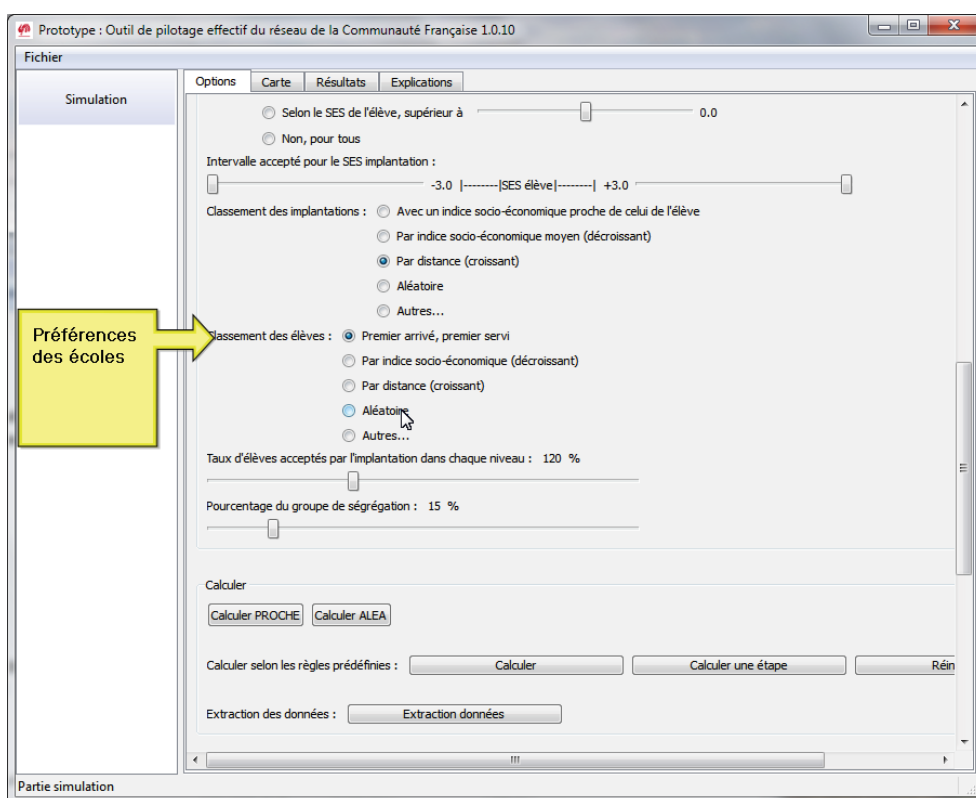 Prototype : Outil de pilotage effectif du réseau de la Communauté Française 1.0.10
Fichier
Simulation
Options Carte Résultats Explications
Selon le SES de l'élève, supérieur à 0.0
Non, pour tous
Intervalle accepté pour le SES implantation :
-3.0 |--------|SES élève|--------| +3.0
Classement des implantations : Avec un indice socio-économique proche de celui de l'élève
Par indice socio-économique moyen (décroissant)
Par distance (croissant)
Aléatoire
Autres...
Préférences
des écoles
Classement des élèves : Premier arrivé, premier servi
Par indice socio-économique (décroissant)
Par distance (croissant)
Aléatoire
Autres...
Taux d'élèves acceptés par l'implantation dans chaque niveau : 120 %
Pourcentage du groupe de ségrégation : 15 %
Calculer
Calculer PROCHE Calculer ALEA
Calculer selon les règles prédéfinies : Calculer Calculer une étape Réin
Extraction des données : Extraction données
Partie simulation